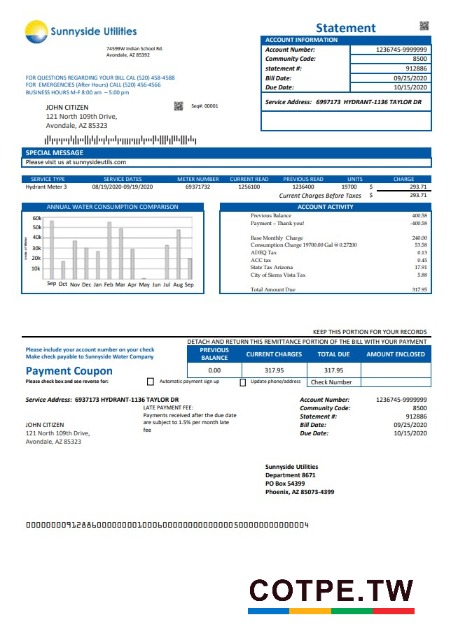 Sunnyside Utilities
74599W Indian School Rd.
Avondale, AZ 85392
Statement
ACCOUNT INFORMATION
Account Number: 1236745-9999999
Community Code: 8500
statement #: 912886
Bill Date: 09/25/2020
Due Date: 10/15/2020
Service Address: 6937173 HYDRANT-1136 TAYLOR DR
FOR QUESTIONS REGARDING YOUR BILL CAL (520) 458-4588
FOR EMERGENCIES (After Hours) CALL (520) 456-4566
BUSINESS HOURS M-F 8:00 am – 5:00 pm
Seq# 00001
JOHN CITIZEN
121 North 109th Drive,
Avondale, AZ 85323
SPECIAL MESSAGE
Please visit us at sunnysideutils.com
SERVICE TYPE SERVICE DATES METER NUMBER CURRENT READ PREVIOUS READ UNITS CHARGE
Hydrant Meter 3 08/19/2020-09/19/2020 69371732 1256100 1236400 19700 $ 293.71
Current Charges Before Taxes $ 293.71
ANNUAL WATER CONSUMPTION COMPARISON
60k
50k
40k
30k
20k
10k
Sep Oct Nov Dec Jan Feb Mar Apr May Jun Jul Aug Sep
ACCOUNT ACTIVITY
Previous Balance 400.58
Payment – Thank you! -400.58
Base Monthly Charge 240.00
Consumption Charge 19700.00 Gal @ 0.27200 53.58
ADEQ Tax 0.13
ACC tax 0.45
State Tax Arizona 17.91
City of Sierra Vista Tax 5.88
Total Amount Due 317.95
KEEP THIS PORTION FOR YOUR RECORDS
DETACH AND RETURN THIS REMITTANCE PORTION OF THE BILL WITH YOUR PAYMENT
Please include your account number on your check
Make check payable to Sunnyside Water Company
PREVIOUS BALANCE CURRENT CHARGES TOTAL DUE AMOUNT ENCLOSED
0.00 317.95 317.95
Payment Coupon
Please check box and see reverse for: Automatic payment sign up Update phone/address Check Number
Service Address: 6937173 HYDRANT-1136 TAYLOR DR
LATE PAYMENT FEE:
Payments received after the due date
are subject to 1.5% per month late
fee
Account Number: 1236745-9999999
Community Code: 8500
Statement #: 912886
Bill Date: 09/25/2020
Due Date: 10/15/2020
JOHN CITIZEN
121 North 109th Drive,
Avondale, AZ 85323
Sunnyside Utilities
Department 8671
PO Box 54399
Phoenix, AZ 85073-4399
COTPE.TW